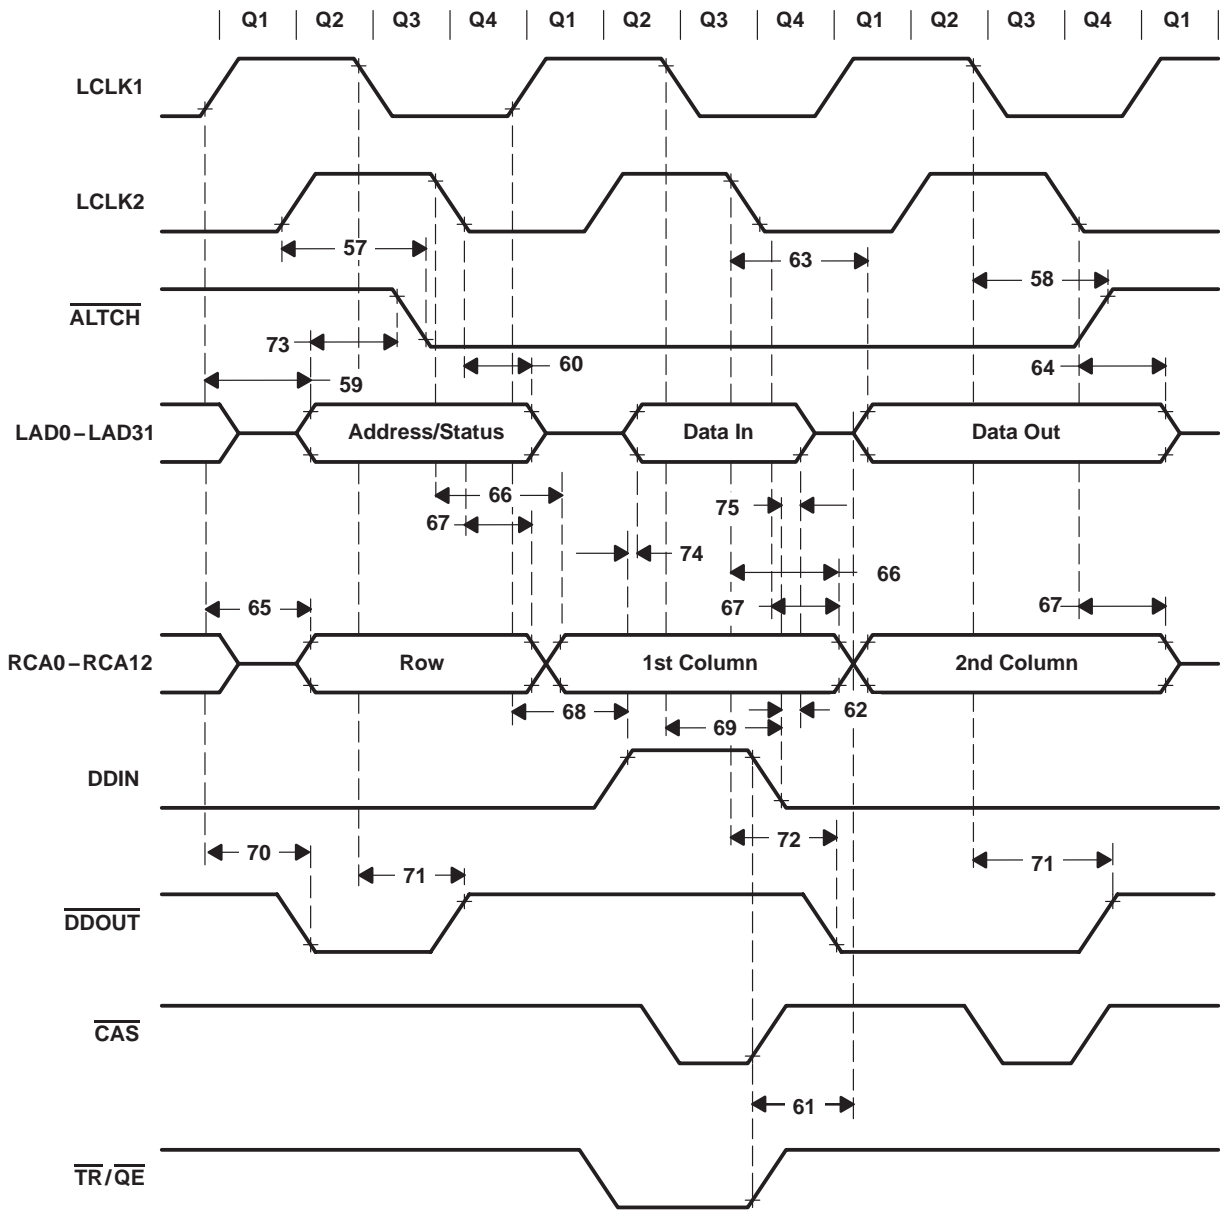 Q1 Q2 Q3 Q4 Q1 Q2 Q3 Q4 Q1 Q2 Q3 Q4 Q1
LCLK1
LCLK2
57
63
58
ALTCH
73
60
64
59
LAD0–LAD31 Address/Status Data In Data Out
66
75
67
74
66
65
67
67
RCA0–RCA12 Row 1st Column 2nd Column
68
62
69
DDIN
72
70
71
71
DDOUT
CAS
61
TR/QE